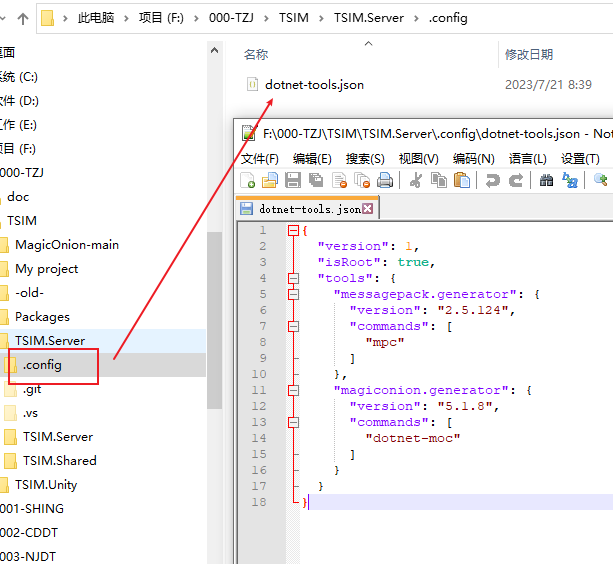 此电脑 > 项目 (F:) > 000-TZJ > TSIM > TSIM.Server > .config
名称
修改日期
dotnet-tools.json
2023/7/21 8:39
桌面
系统 (C:)
软件 (D:)
工作 (E:)
项目 (F:)
000-TZJ
doc
TSIM
MagicOnion-main
My project
-old-
Packages
TSIM.Server
.config
.git
.vs
TSIM.Server
TSIM.Shared
TSIM.Unity
001-SHING
002-CDDT
003-NJDT
F:\000-TZJ\TSIM\TSIM.Server\.config\dotnet-tools.json - Not
文件(F) 编辑(E) 搜索(S) 视图(V) 编码(N) 语言(L) 设置(T)
dotnet-tools.json
1 {
2 "version": 1,
3 "isRoot": true,
4 "tools": {
5 "messagepack.generator": {
6 "version": "2.5.124",
7 "commands": [
8 "mpc"
9 ]
10 },
11 "magiconion.generator": {
12 "version": "5.1.8",
13 "commands": [
14 "dotnet-moc"
15 ]
16 }
17 }
18 }